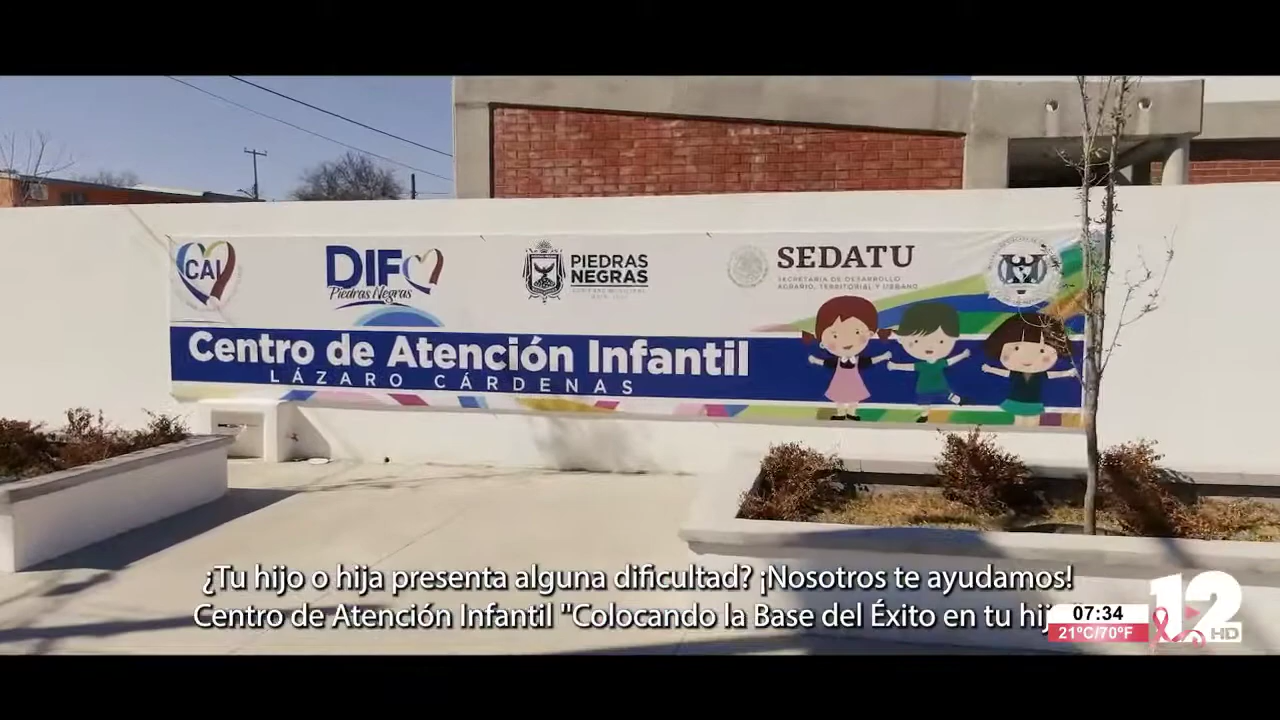 CAI
DIF
Piedras Negras
PIEDRAS
NEGRAS
SEDATU
SECRETARÍA DE DESARROLLO
AGRARIO, TERRITORIAL Y URBANO
Centro de Atención Infantil
LÁZARO CÁRDENAS
¿Tu hijo o hija presenta alguna dificultad? ¡Nosotros te ayudamos!
Centro de Atención Infantil "Colocando la Base del Éxito en tu hij
07:34
21°C/70°F
12
HD